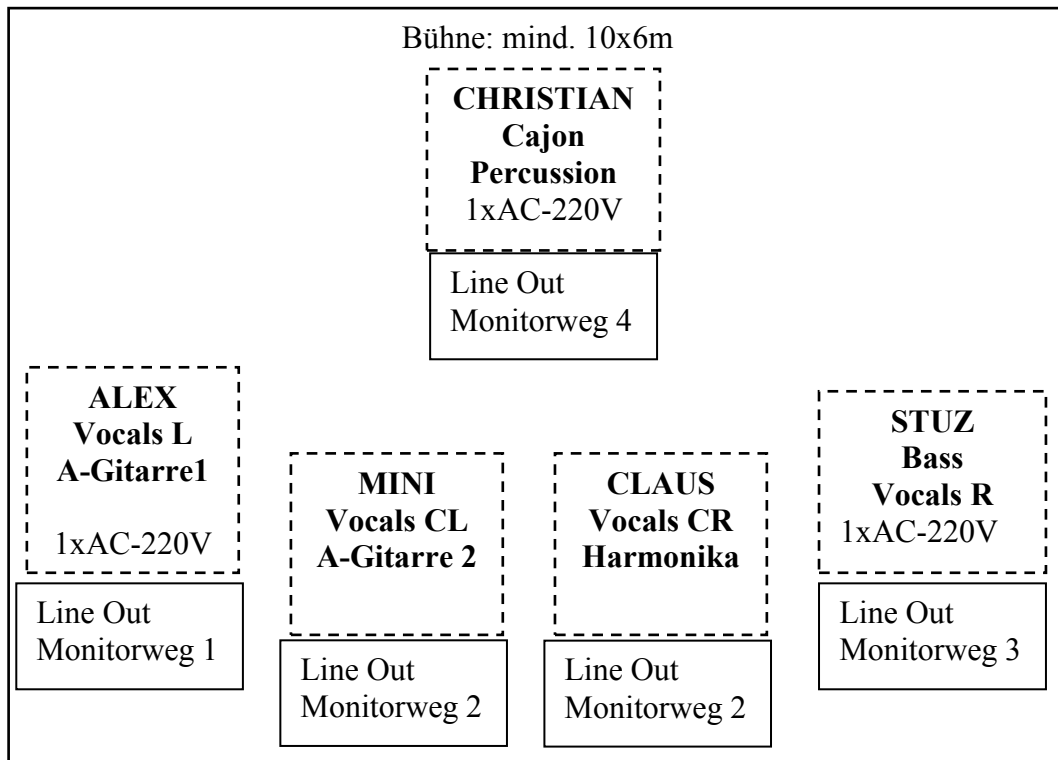 Bühne: mind. 10x6m
CHRISTIAN
Cajon
Percussion
1xAC-220V
Line Out
Monitorweg 4
ALEX
Vocals L
A-Gitarre1
1xAC-220V
Line Out
Monitorweg 1
MINI
Vocals CL
A-Gitarre 2
Line Out
Monitorweg 2
CLAUS
Vocals CR
Harmonika
Line Out
Monitorweg 2
STUZ
Bass
Vocals R
1xAC-220V
Line Out
Monitorweg 3